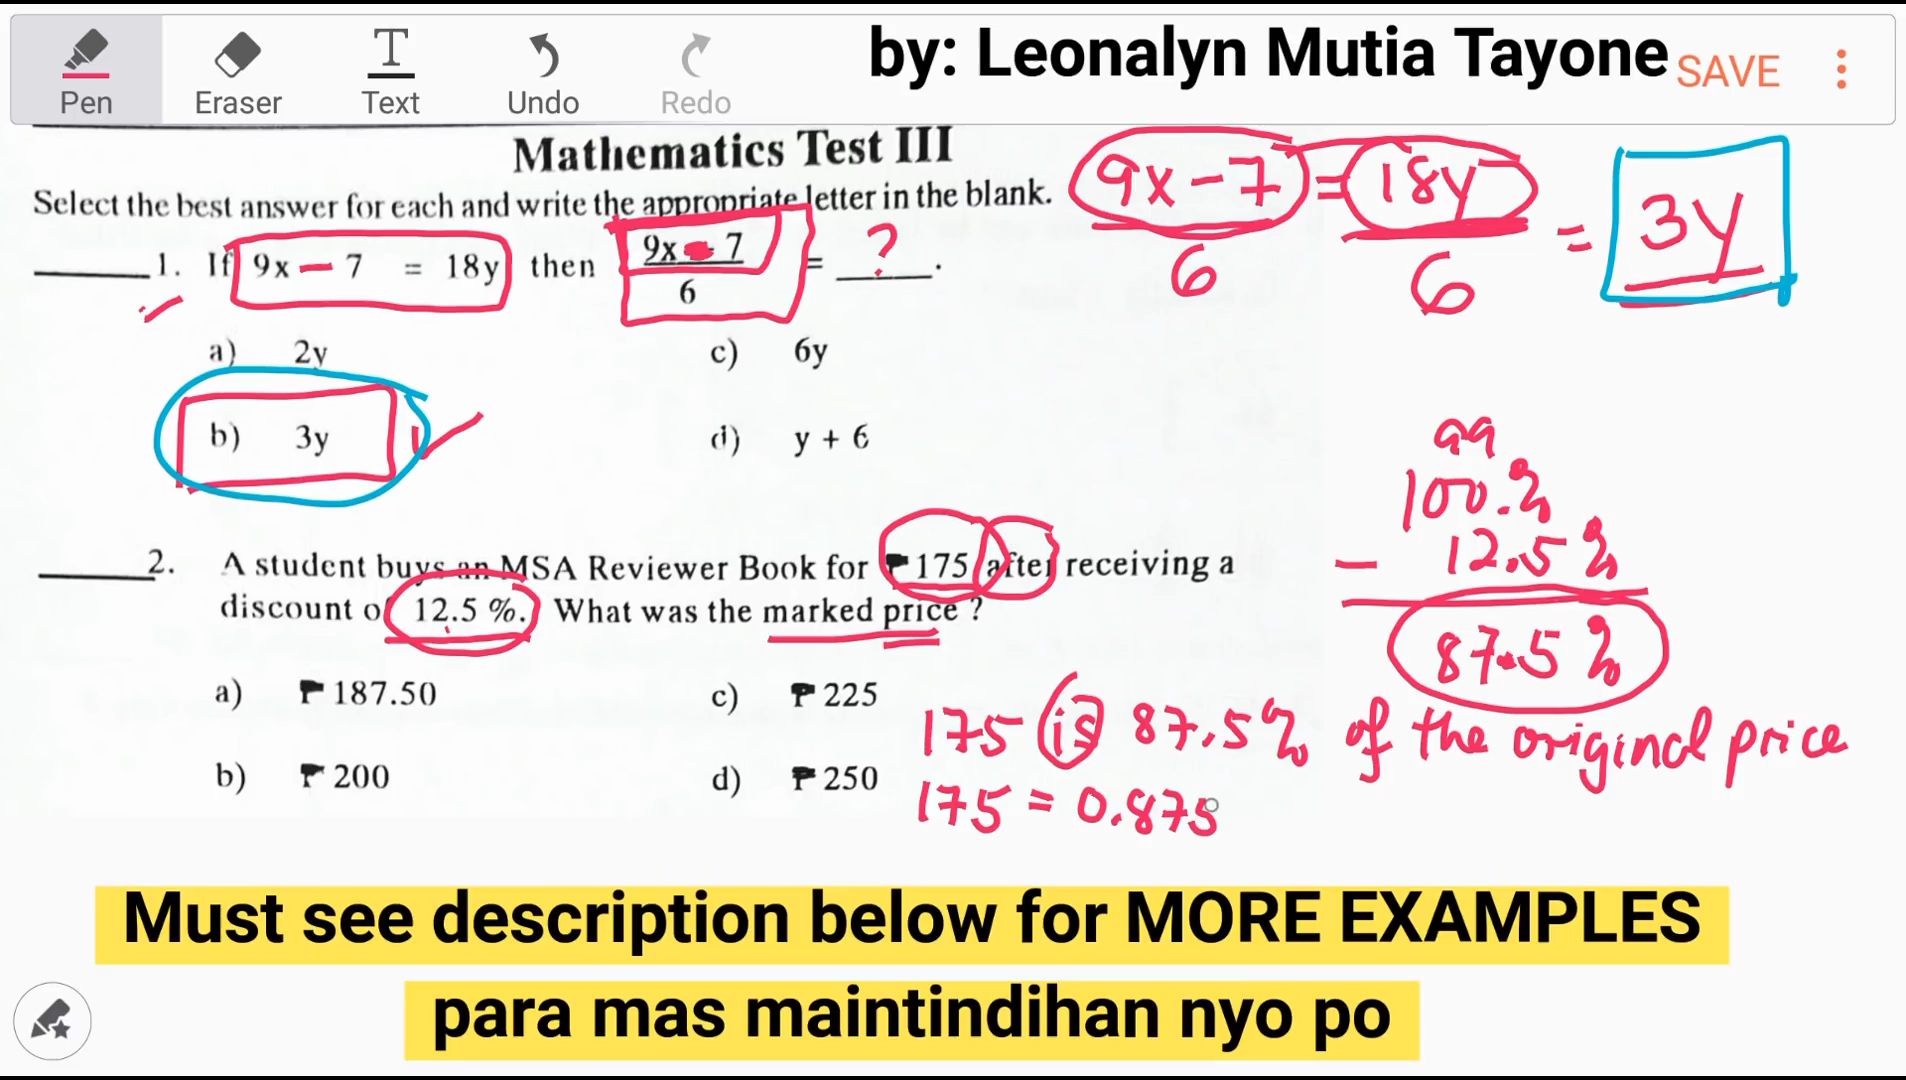 by: Leonalyn Mutia Tayone
SAVE
Pen Eraser Text Undo Redo
Mathematics Test III
Select the best answer for each and write the appropriate letter in the blank.
1. If 9x − 7 = 18y then 9x − 7 / 6 = ____.
?
a) 2y c) 6y
b) 3y d) y + 6
9x − 7 / 6 = 18y / 6 = 3y
2. A student buys an MSA Reviewer Book for ₱175 after receiving a
discount of 12.5 %. What was the marked price ?
a) ₱187.50 c) ₱225
b) ₱200 d) ₱250
99
100.%
− 12.5%
87.5%
175 is 87.5% of the original price
175 = 0.875
Must see description below for MORE EXAMPLES
para mas maintindihan nyo po